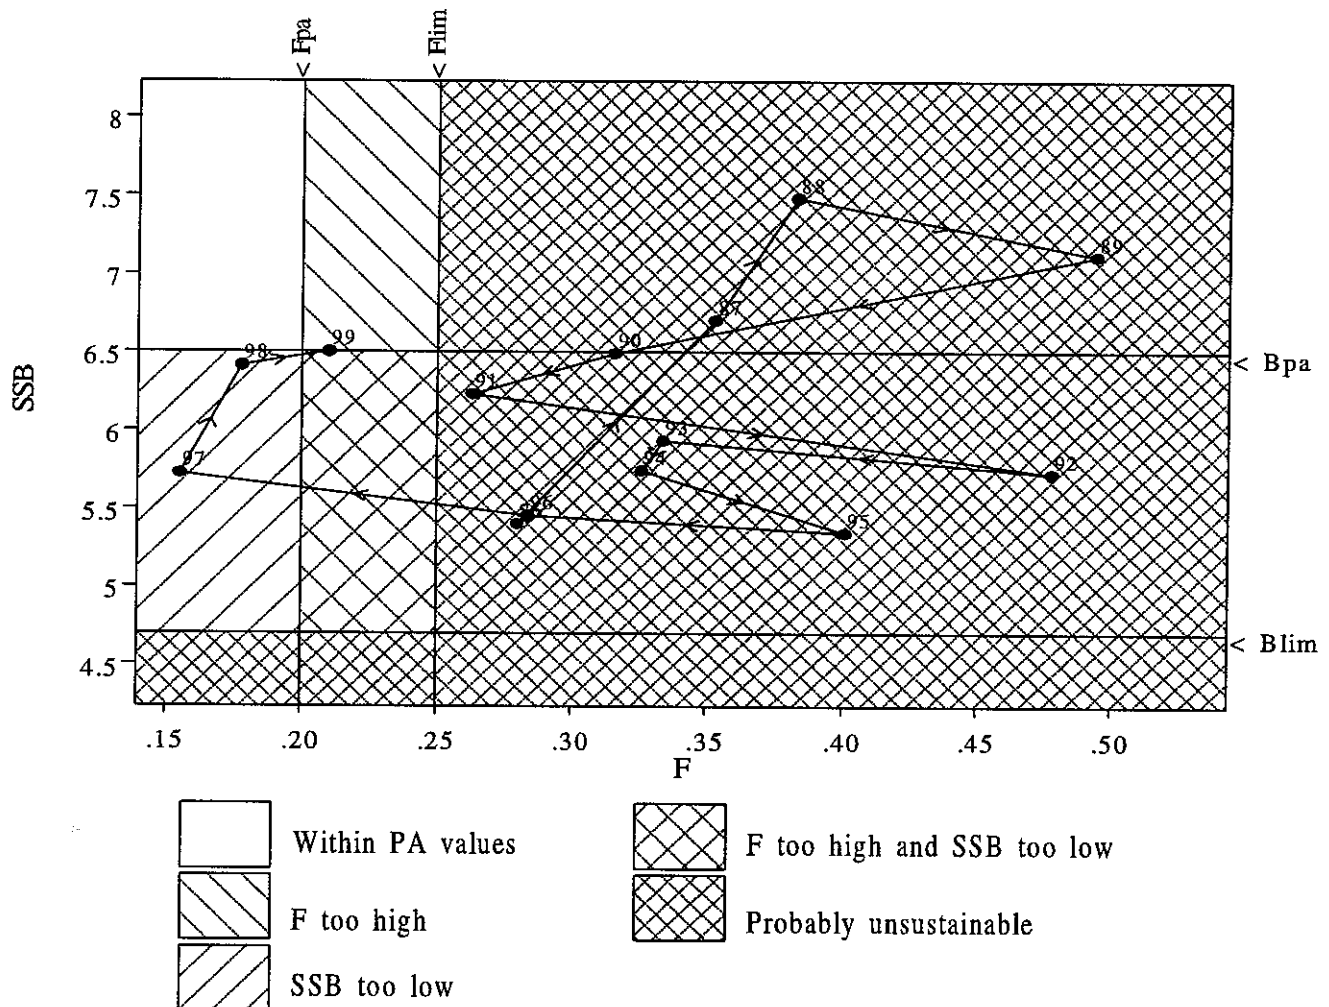 < Fpa
< Flim
8
7.5
7
6.5
6
5.5
5
4.5
SSB
88
89
87
90
99
98
91
93
92
94
97
96
95
< Bpa
< Blim
.15
.20
.25
.30
.35
.40
.45
.50
F
Within PA values
F too high
SSB too low
F too high and SSB too low
Probably unsustainable